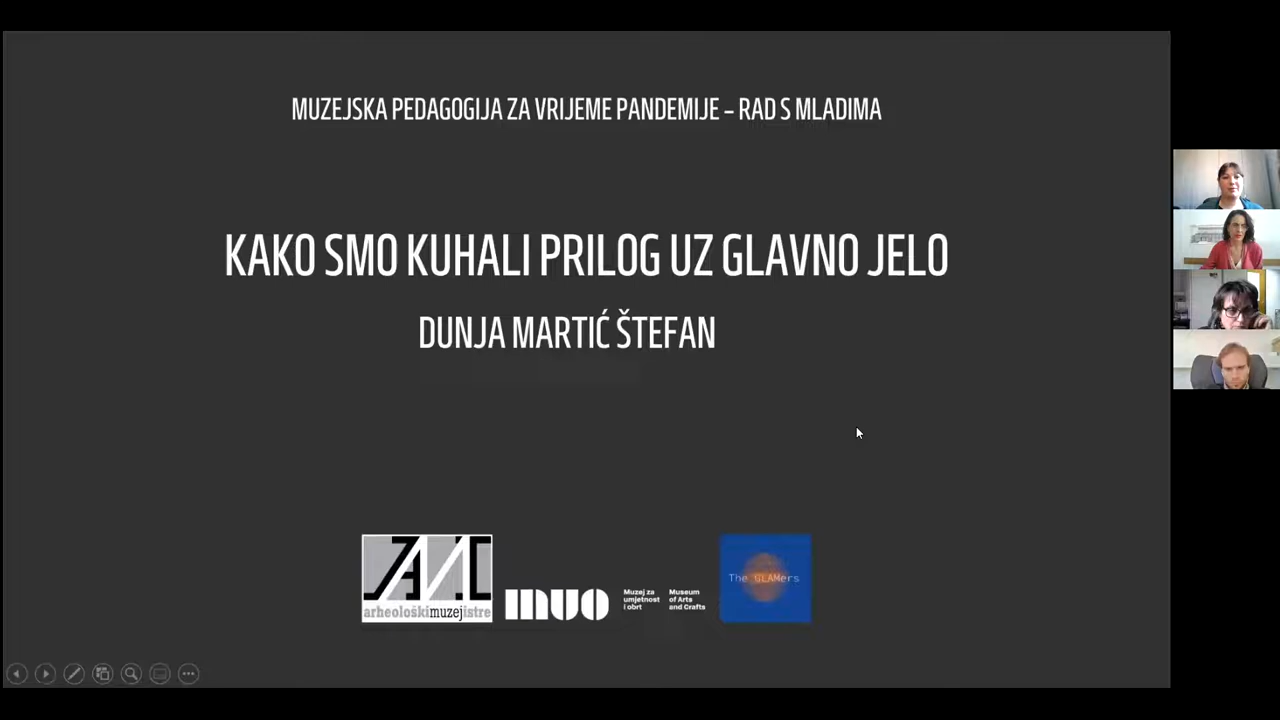 MUZEJSKA PEDAGOGIJA ZA VRIJEME PANDEMIJE – RAD S MLADIMA
KAKO SMO KUHALI PRILOG UZ GLAVNO JELO
DUNJA MARTIĆ ŠTEFAN
AMI
arheološkimuzejistre
muo
Muzej za
umjetnost
i obrt
Museum
of Arts
and Crafts
The GLAMers